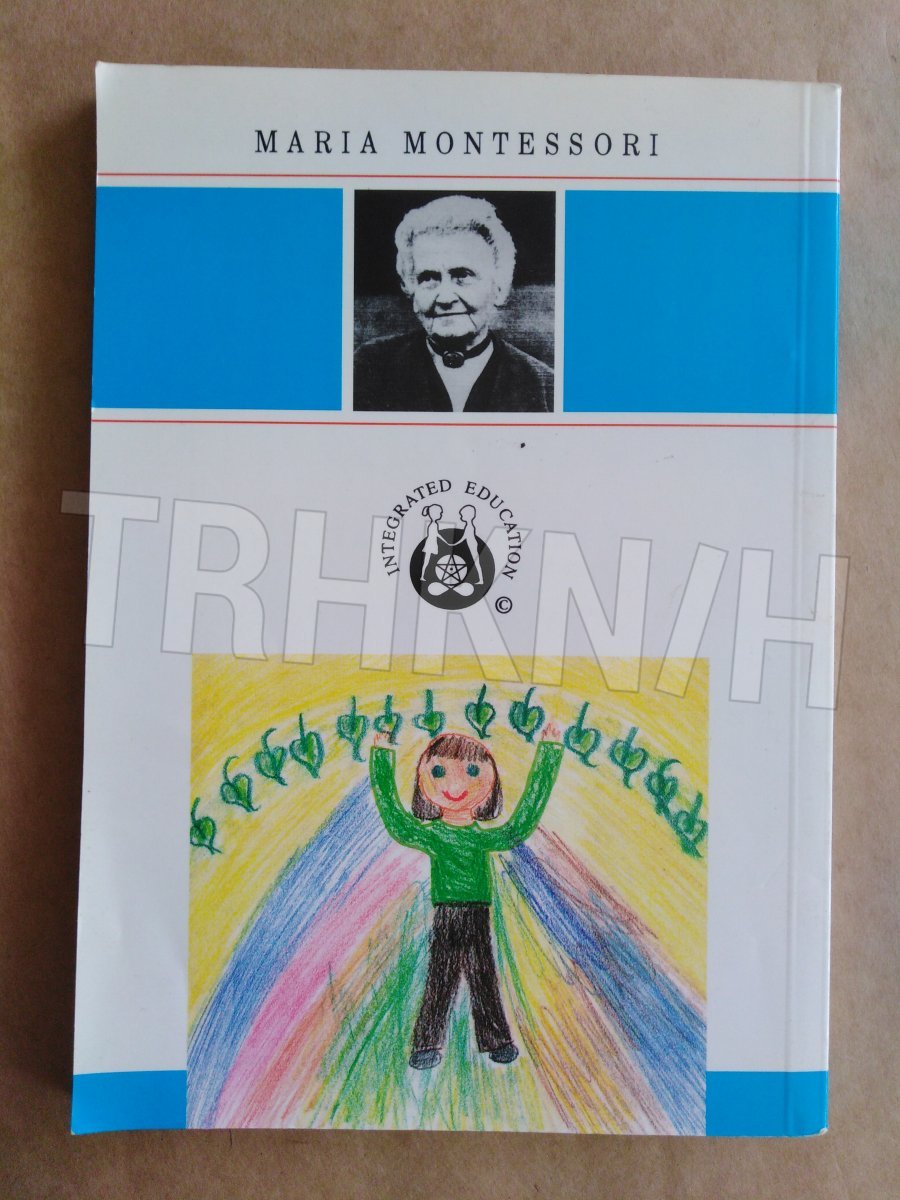 MARIA MONTESSORI
INTEGRATED EDUCATION
©
TRHKN/H